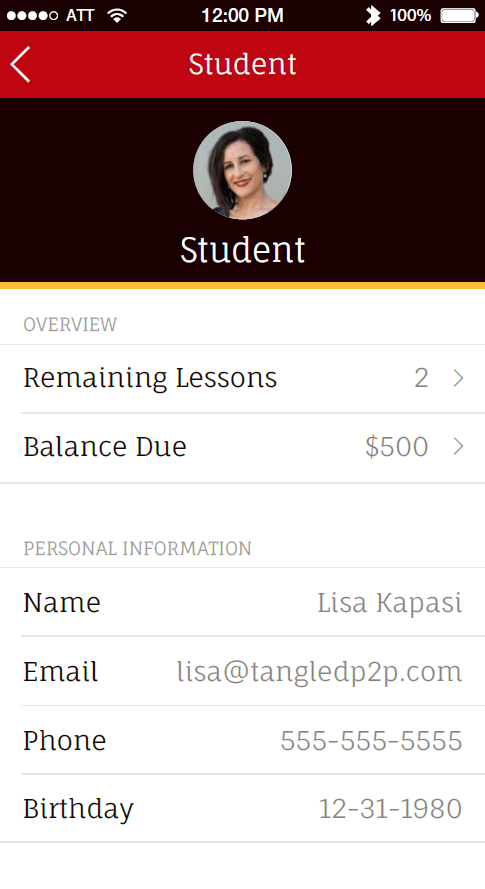 ATT 12:00 PM 100%
Student
Student
OVERVIEW
Remaining Lessons 2
Balance Due $500
PERSONAL INFORMATION
Name Lisa Kapasi
Email lisa@tangledp2p.com
Phone 555-555-5555
Birthday 12-31-1980